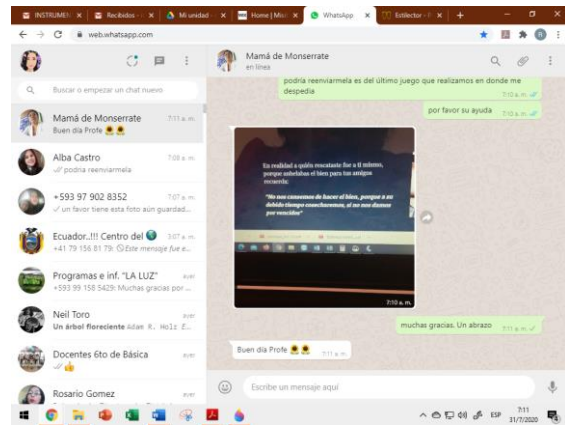 INSTRUMEN
Recibidos -
Mi unidad
Home | Mi
WhatsApp
Estilector -
web.whatsapp.com
Buscar o empezar un chat nuevo
Mamá de Monserrate
7:11 a. m.
Buen día Profe
Alba Castro
7:08 a. m.
podría reenviarmela
+593 97 902 8352
7:07 a. m.
un favor tiene esta foto aún guardad...
Ecuador..!!! Centro del
3:07 a. m.
+41 79 156 81 79: Este mensaje fue e...
Programas e inf. "LA LUZ"
ayer
+593 99 158 5429: Muchas gracias por ...
Neil Toro
ayer
Un árbol floreciente Adam R. Holz E...
Docentes 6to de Básica
ayer
Rosario Gomez
ayer
Mamá de Monserrate
en línea
podría reenviarmela es del último juego que realizamos en donde me
despedia
7:10 a. m.
por favor su ayuda
7:10 a. m.
En realidad a quién rescataste fue a ti mismo,
porque anhelabas el bien para tus amigos
recuerda:
"No nos cansemos de hacer el bien, porque a su
debido tiempo cosecharemos, si no nos damos
por vencidos"
7:10 a. m.
muchas gracias. Un abrazo
7:11 a. m.
Buen día Profe
7:11 a. m.
Escribe un mensaje aquí
ESP
7:11
31/7/2020